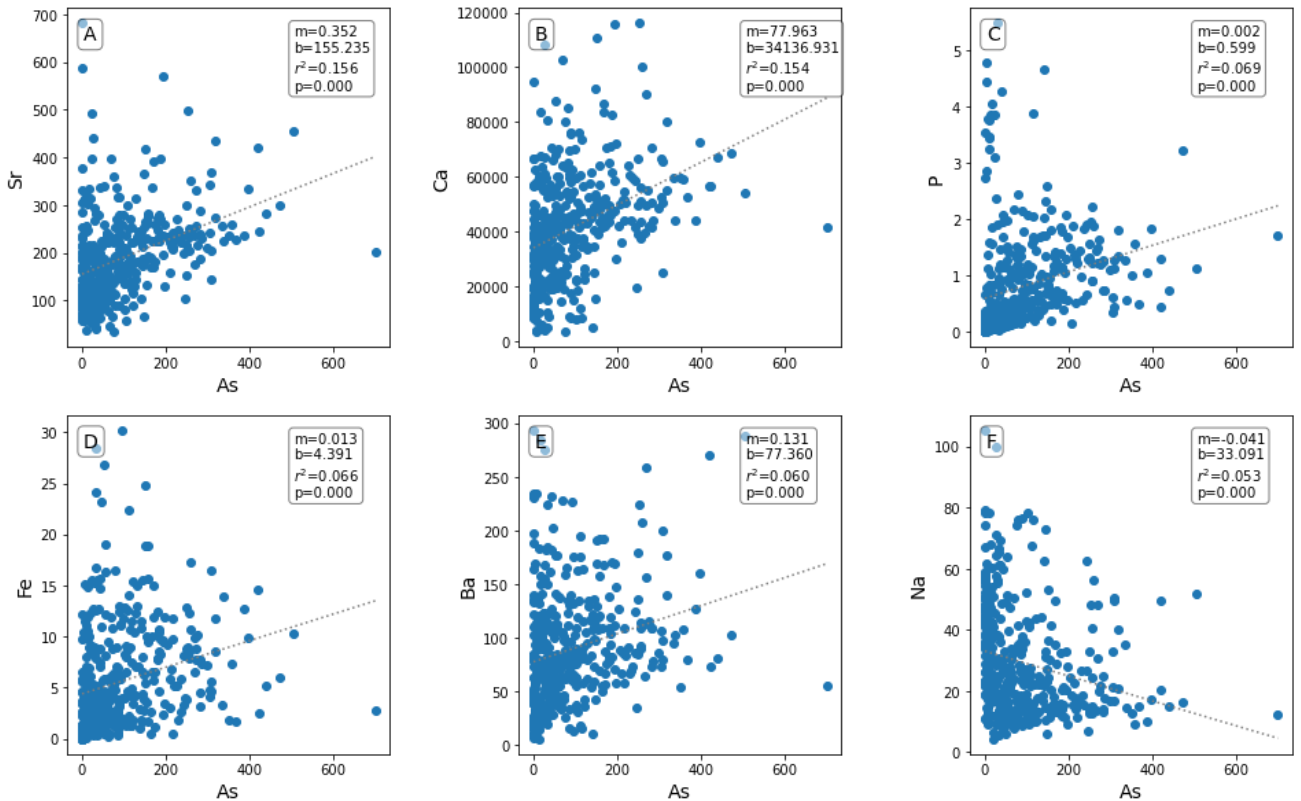 A
m=0.352
b=155.235
r²=0.156
p=0.000
700
600
500
400
300
200
100
Sr
0
200
400
600
As
B
m=77.963
b=34136.931
r²=0.154
p=0.000
120000
100000
80000
60000
40000
20000
0
Ca
0
200
400
600
As
C
m=0.002
b=0.599
r²=0.069
p=0.000
5
4
3
2
1
0
P
0
200
400
600
As
D
m=0.013
b=4.391
r²=0.066
p=0.000
30
25
20
15
10
5
0
Fe
0
200
400
600
As
E
m=0.131
b=77.360
r²=0.060
p=0.000
300
250
200
150
100
50
0
Ba
0
200
400
600
As
F
m=-0.041
b=33.091
r²=0.053
p=0.000
100
80
60
40
20
0
Na
0
200
400
600
As